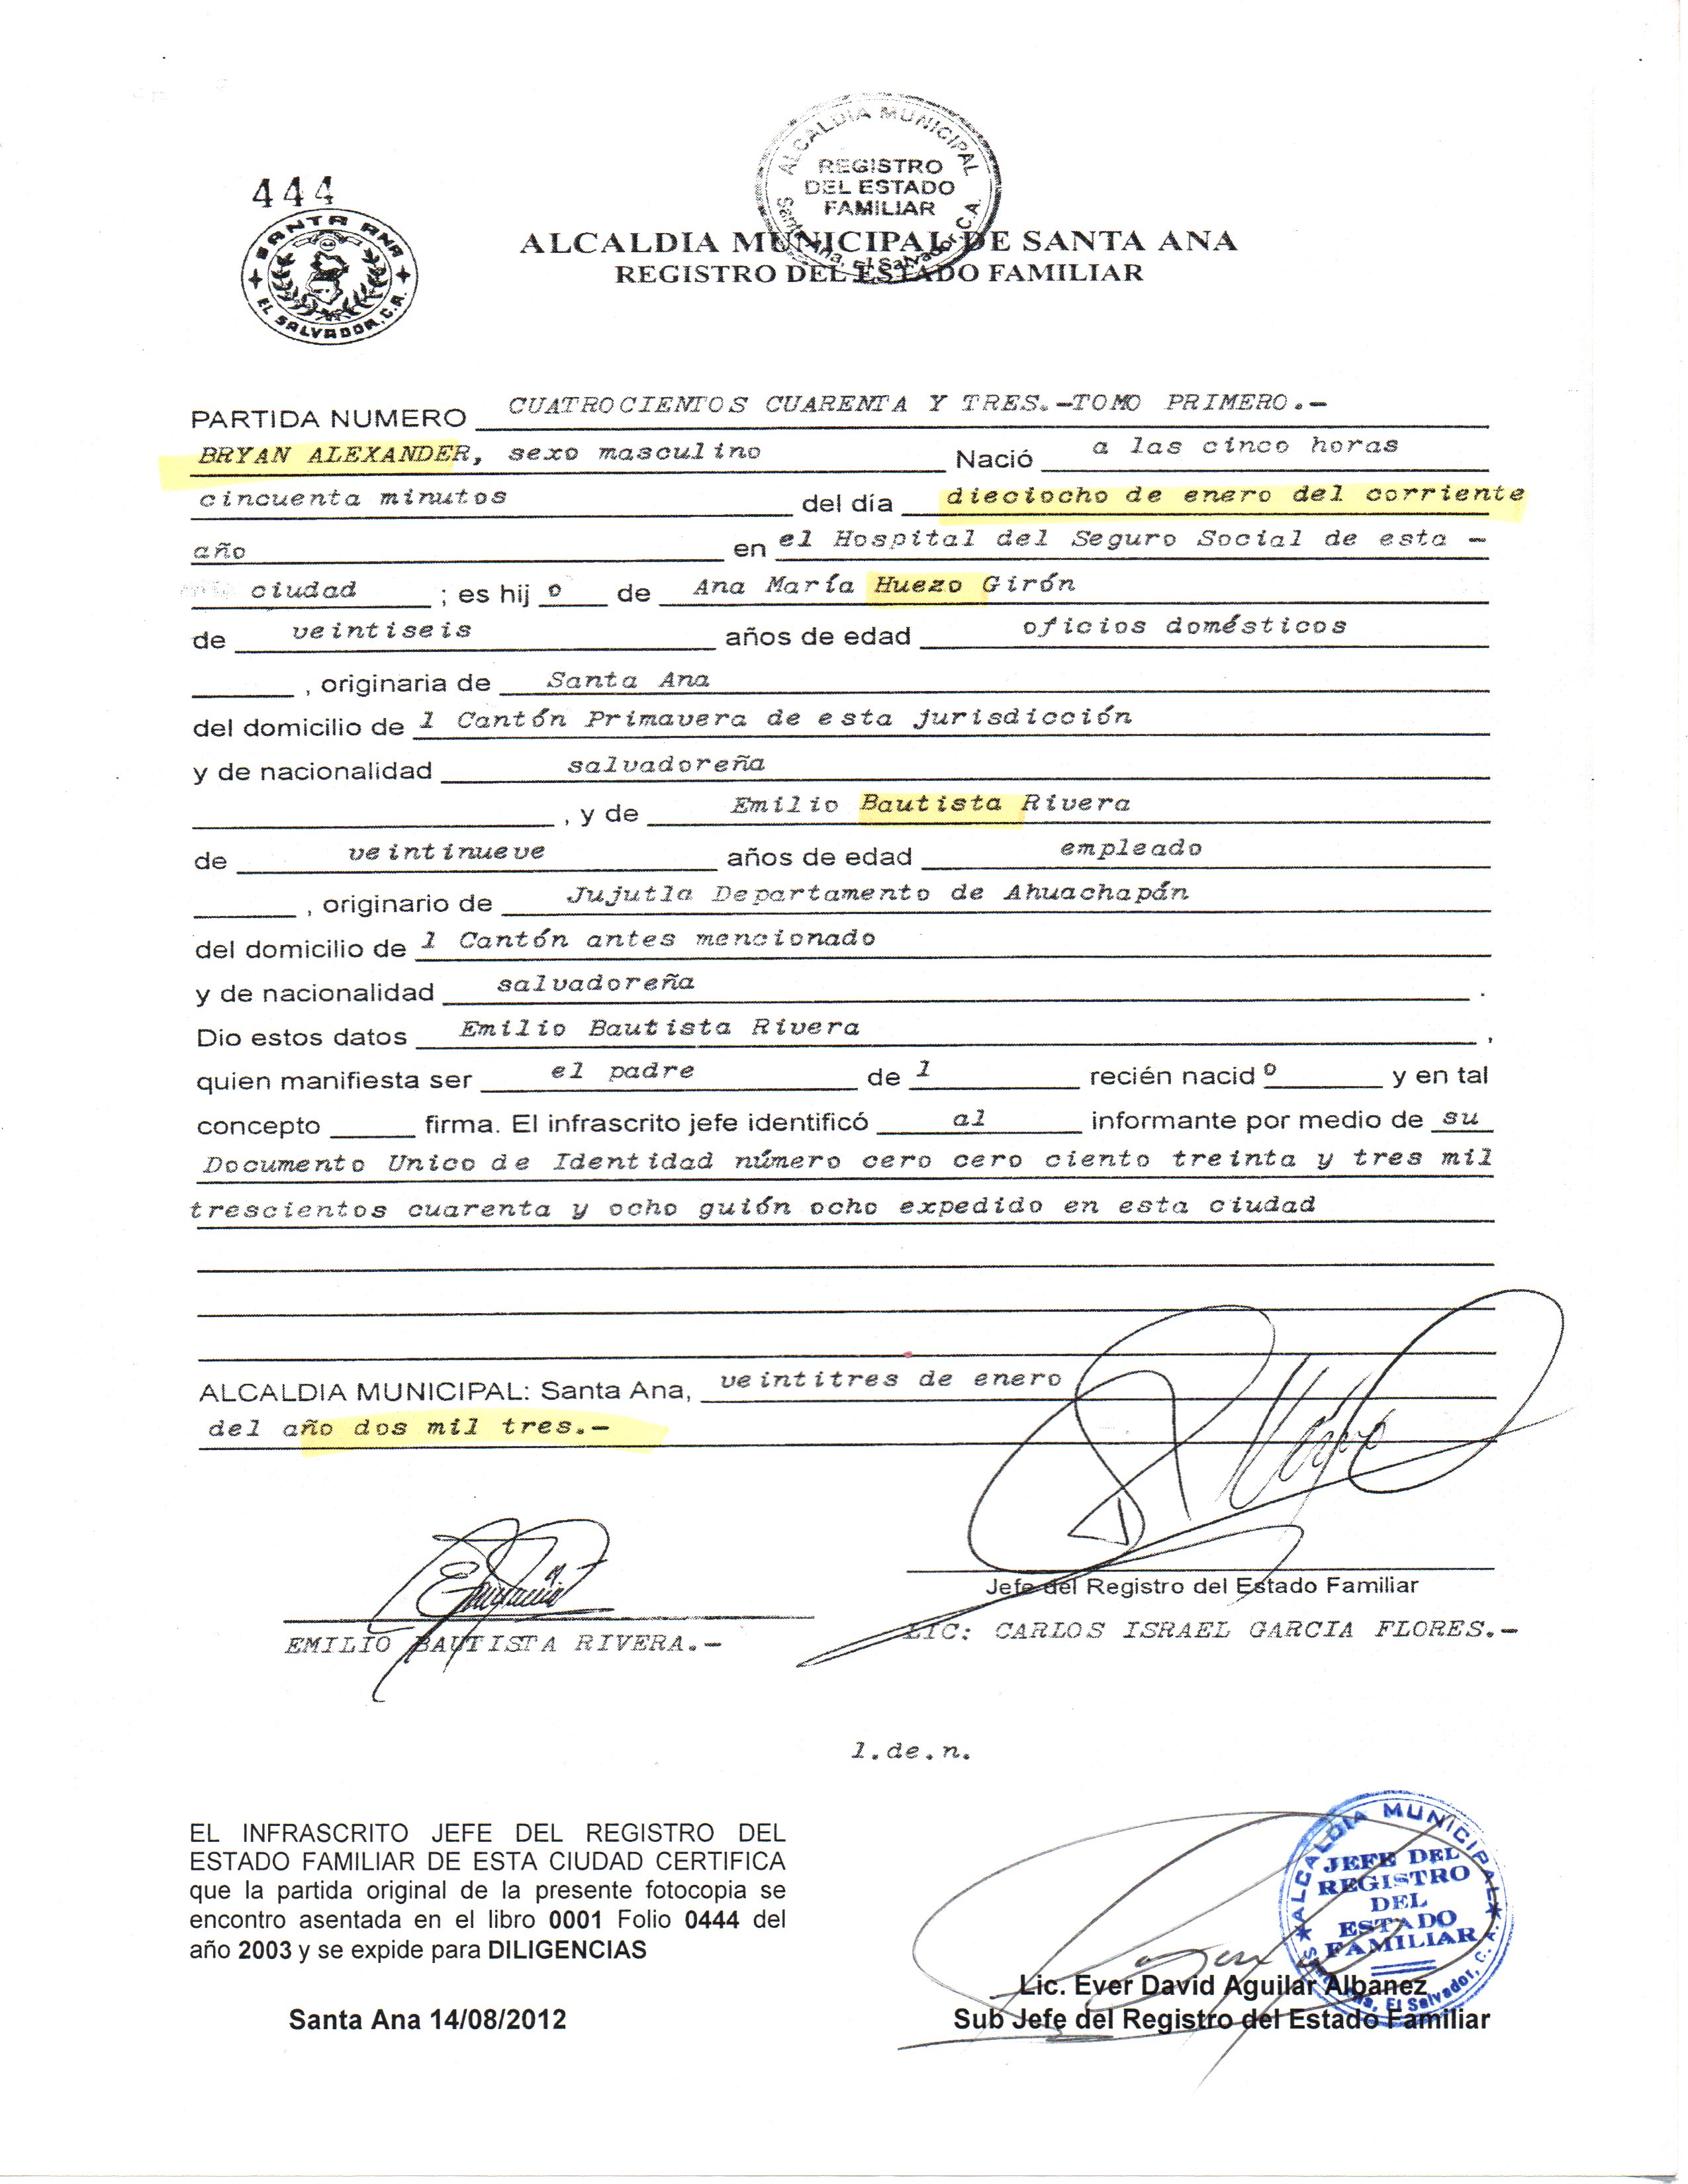 444
SANTA ANA
EL SALVADOR, C.A.
ALCALDIA MUNICIPAL
REGISTRO
DEL ESTADO
FAMILIAR
Santa Ana, El Salvador, C.A.
ALCALDIA MUNICIPAL DE SANTA ANA
REGISTRO DEL ESTADO FAMILIAR
PARTIDA NUMERO CUATROCIENTOS CUARENTA Y TRES.-TOMO PRIMERO.-
BRYAN ALEXANDER, sexo masculino Nació a las cinco horas
cincuenta minutos del día dieciocho de enero del corriente
año en el Hospital del Seguro Social de esta -
ciudad ; es hij o de Ana María Huezo Girón
de veintiseis años de edad oficios domésticos
, originaria de Santa Ana
del domicilio de l Cantón Primavera de esta jurisdicción
y de nacionalidad salvadoreña
, y de Emilio Bautista Rivera
de veintinueve años de edad empleado
, originario de Jujutla Departamento de Ahuachapán
del domicilio de l Cantón antes mencionado
y de nacionalidad salvadoreña .
Dio estos datos Emilio Bautista Rivera ,
quien manifiesta ser el padre de l recién nacid o y en tal
concepto firma. El infrascrito jefe identificó al informante por medio de su
Documento Unico de Identidad número cero cero ciento treinta y tres mil
trescientos cuarenta y ocho guión ocho expedido en esta ciudad
ALCALDIA MUNICIPAL: Santa Ana, veintitres de enero
del año dos mil tres.-
Jefe del Registro del Estado Familiar
EMILIO BAUTISTA RIVERA.- LIC: CARLOS ISRAEL GARCIA FLORES.-
l.de.n.
EL INFRASCRITO JEFE DEL REGISTRO DEL
ESTADO FAMILIAR DE ESTA CIUDAD CERTIFICA
que la partida original de la presente fotocopia se
encontro asentada en el libro 0001 Folio 0444 del
año 2003 y se expide para DILIGENCIAS
Santa Ana 14/08/2012
ALCALDIA MUNICIPAL
JEFE DEL
REGISTRO
DEL
ESTADO
FAMILIAR
Santa Ana, El Salvador, C. A.
Lic. Ever David Aguilar Albanez
Sub Jefe del Registro del Estado Familiar